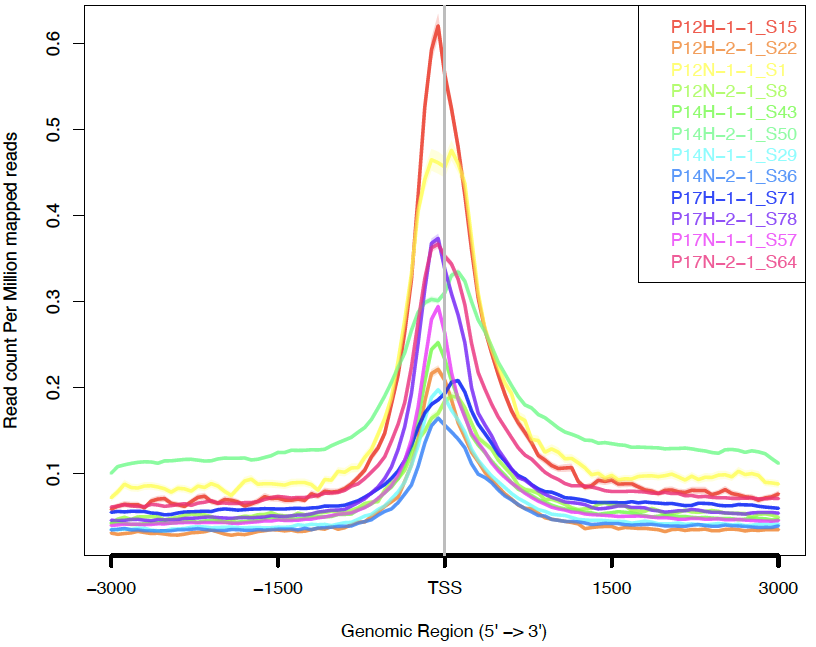 Read count Per Million mapped reads
0.6
0.5
0.4
0.3
0.2
0.1
P12H−1−1_S15
P12H−2−1_S22
P12N−1−1_S1
P12N−2−1_S8
P14H−1−1_S43
P14H−2−1_S50
P14N−1−1_S29
P14N−2−1_S36
P17H−1−1_S71
P17H−2−1_S78
P17N−1−1_S57
P17N−2−1_S64
−3000 −1500 TSS 1500 3000
Genomic Region (5' −> 3')